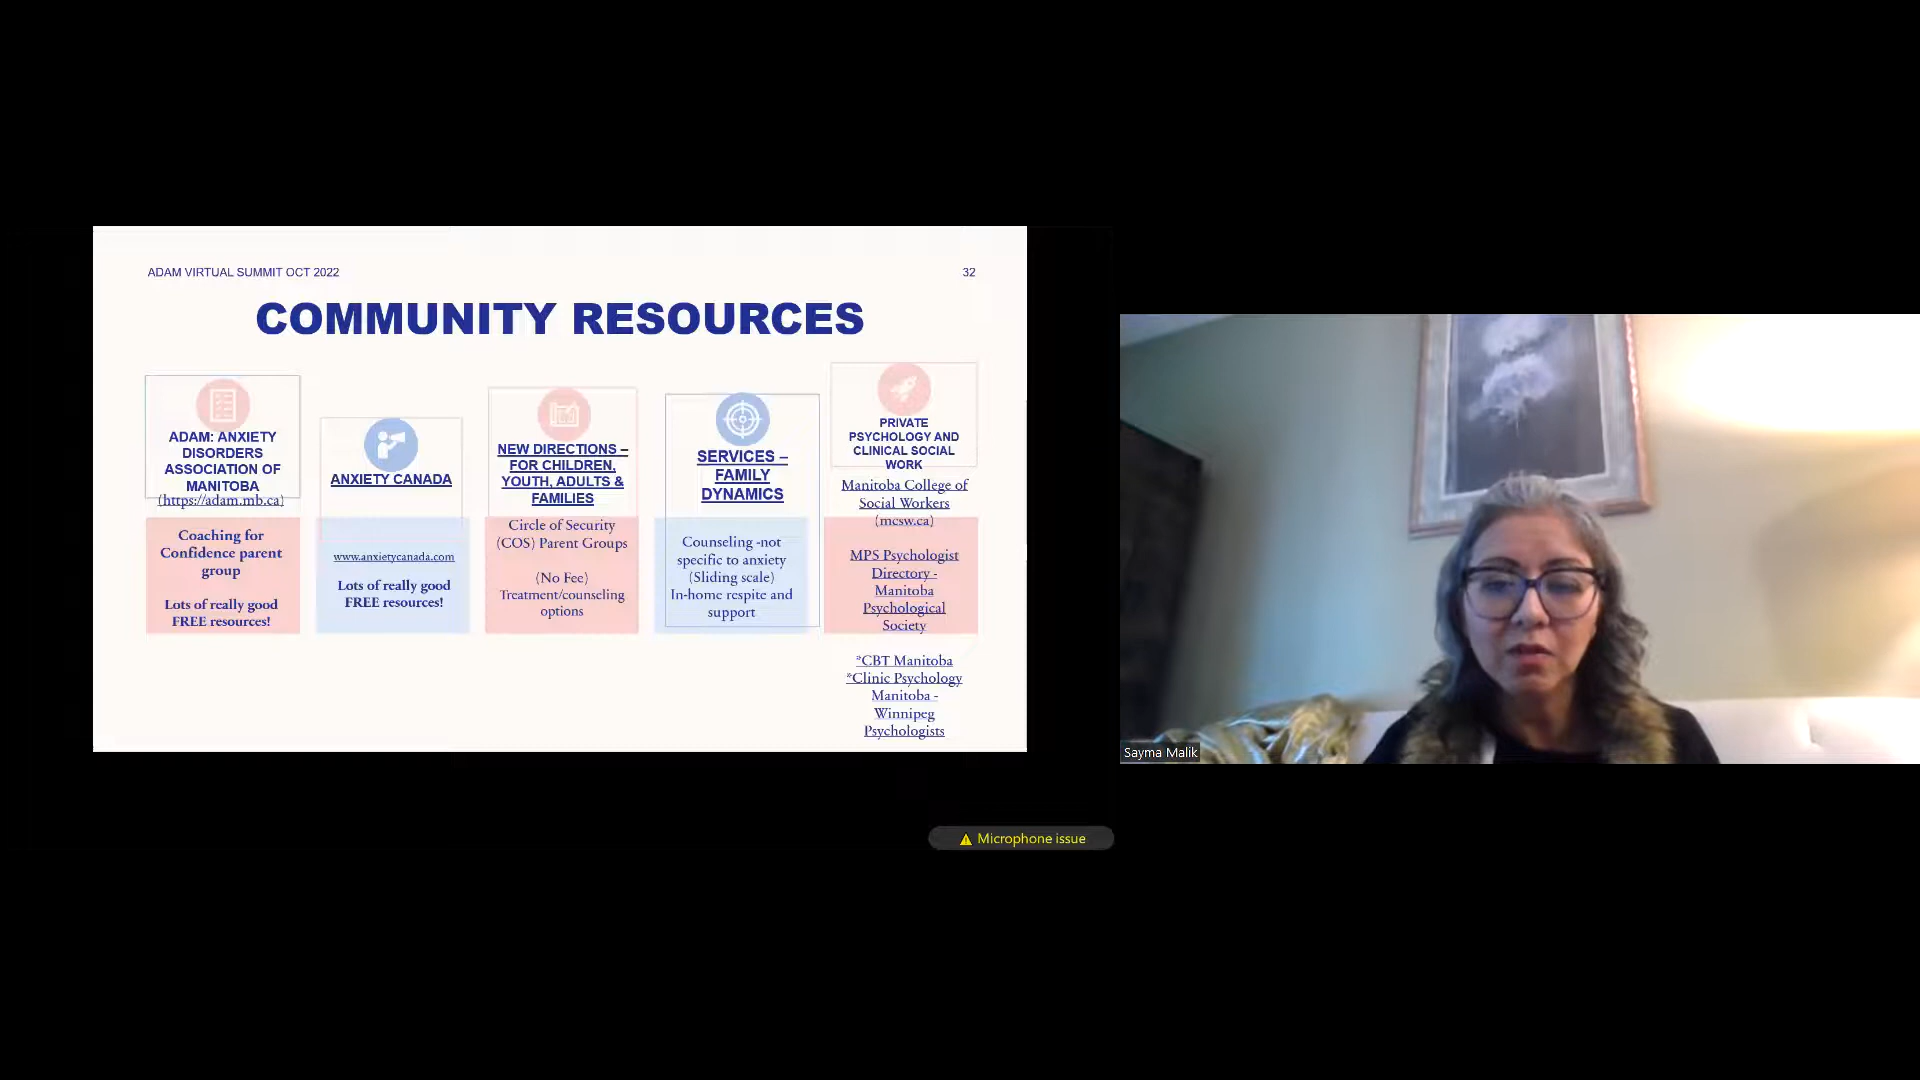 ADAM VIRTUAL SUMMIT OCT 2022
32
COMMUNITY RESOURCES
ADAM: ANXIETY
DISORDERS
ASSOCIATION OF
MANITOBA
(https://adam.mb.ca)
Coaching for
Confidence parent
group
Lots of really good
FREE resources!
ANXIETY CANADA
www.anxietycanada.com
Lots of really good
FREE resources!
NEW DIRECTIONS –
FOR CHILDREN,
YOUTH, ADULTS &
FAMILIES
Circle of Security
(COS) Parent Groups
(No Fee)
Treatment/counseling
options
SERVICES –
FAMILY
DYNAMICS
Counseling -not
specific to anxiety
(Sliding scale)
In-home respite and
support
PRIVATE
PSYCHOLOGY AND
CLINICAL SOCIAL
WORK
Manitoba College of
Social Workers
(mcsw.ca)
MPS Psychologist
Directory -
Manitoba
Psychological
Society
*CBT Manitoba
*Clinic Psychology
Manitoba -
Winnipeg
Psychologists
Sayma Malik
Microphone issue